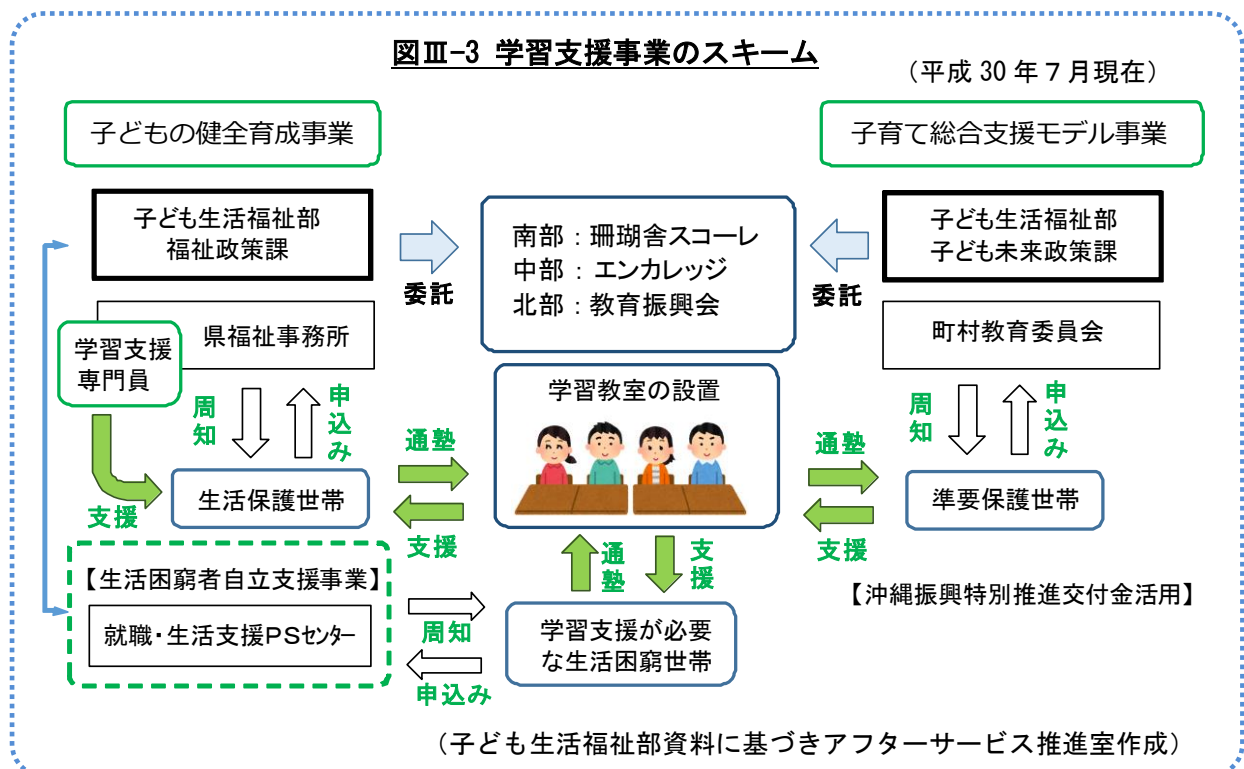 図Ⅲ-3 学習支援事業のスキーム
（平成 30 年７月現在）
子どもの健全育成事業
子育て総合支援モデル事業
子ども生活福祉部
福祉政策課
委託
南部：珊瑚舎スコーレ
中部：エンカレッジ
北部：教育振興会
委託
子ども生活福祉部
子ども未来政策課
県福祉事務所
学習支援
専門員
町村教育委員会
学習教室の設置
周知
申込み
周知
申込み
通塾
支援
通塾
支援
支援
生活保護世帯
準要保護世帯
通塾
支援
【生活困窮者自立支援事業】
就職・生活支援ＰＳセンター
周知
申込み
学習支援が必要
な生活困窮世帯
【沖縄振興特別推進交付金活用】
（子ども生活福祉部資料に基づきアフターサービス推進室作成）